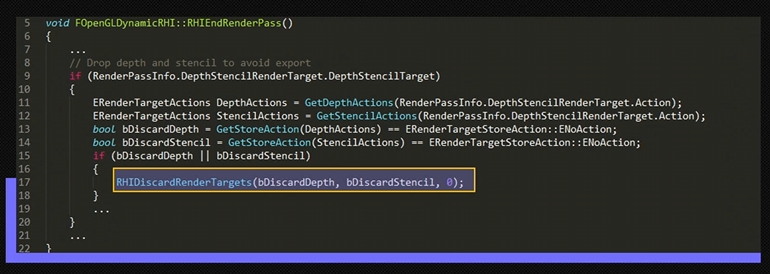 5 void FOpenGLDynamicRHI::RHIEndRenderPass()
6 {
7 ...
8 // Drop depth and stencil to avoid export
9 if (RenderPassInfo.DepthStencilRenderTarget.DepthStencilTarget)
10 {
11 ERenderTargetActions DepthActions = GetDepthActions(RenderPassInfo.DepthStencilRenderTarget.Action);
12 ERenderTargetActions StencilActions = GetStencilActions(RenderPassInfo.DepthStencilRenderTarget.Action);
13 bool bDiscardDepth = GetStoreAction(DepthActions) == ERenderTargetStoreAction::ENoAction;
14 bool bDiscardStencil = GetStoreAction(StencilActions) == ERenderTargetStoreAction::ENoAction;
15 if (bDiscardDepth || bDiscardStencil)
16 {
17 RHIDiscardRenderTargets(bDiscardDepth, bDiscardStencil, 0);
18 }
19 ...
20 }
21 ...
22 }